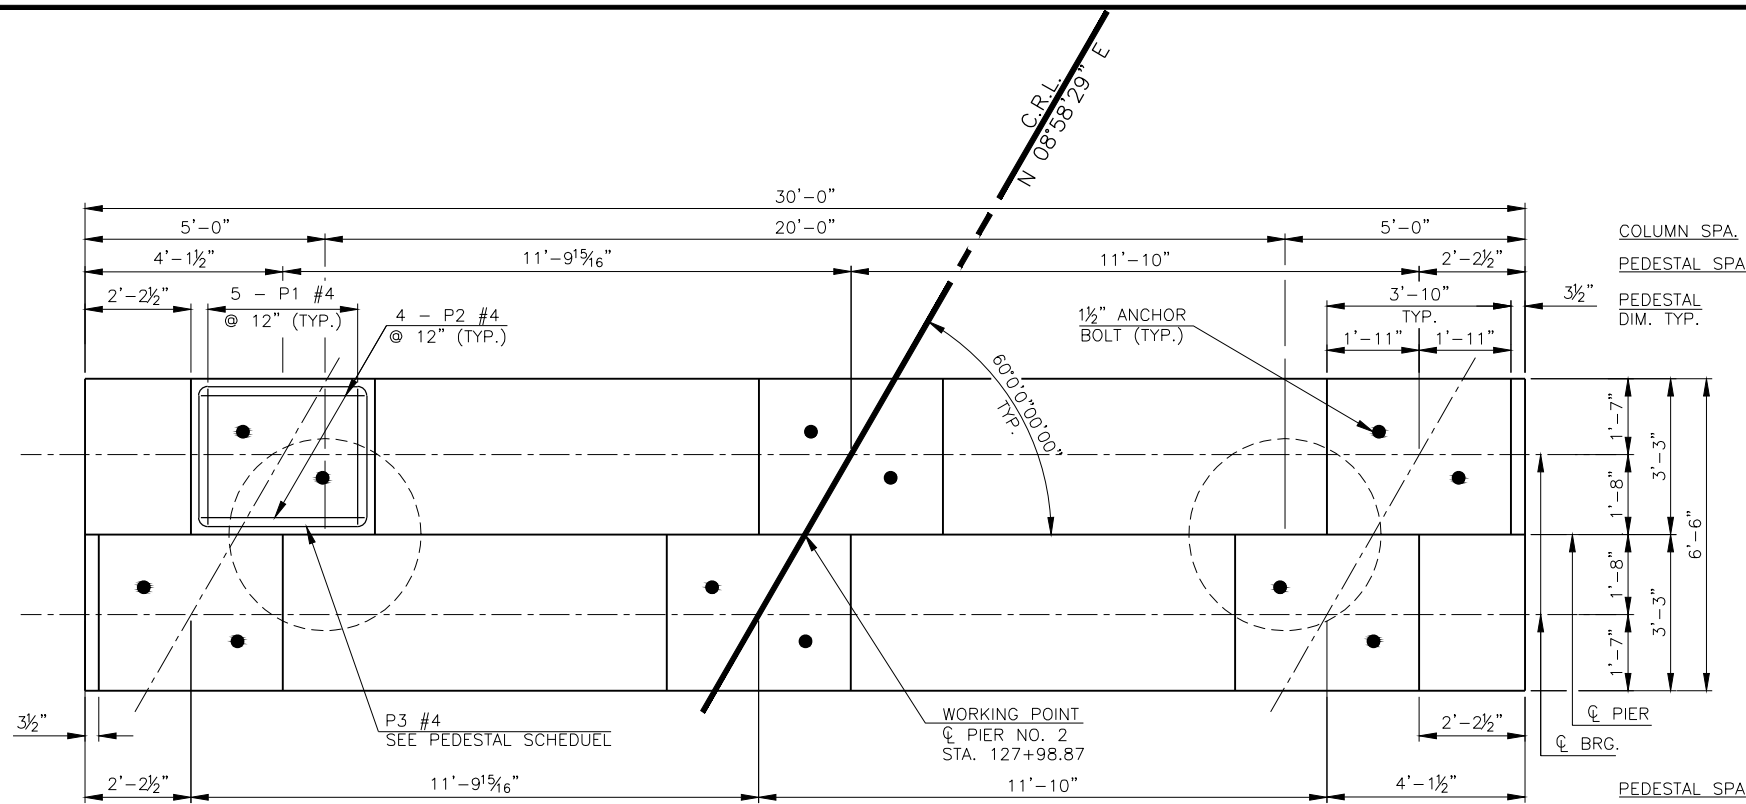 C.R.L.
N 08°58'29" E
30'-0"
5'-0"
20'-0"
5'-0"
COLUMN SPA.
4'-1½"
11'-9 15/16"
11'-10"
2'-2½"
PEDESTAL SPA
2'-2½"
5 - P1 #4
@ 12" (TYP.)
4 - P2 #4
@ 12" (TYP.)
1½" ANCHOR
BOLT (TYP.)
3'-10"
TYP.
3½"
PEDESTAL
DIM. TYP.
1'-11"
1'-11"
60°0'0"00'00"
TYP.
1'-7"
1'-8"
3'-3"
1'-8"
1'-7"
3'-3"
6'-6"
3½"
P3 #4
SEE PEDESTAL SCHEDUEL
WORKING POINT
℄ PIER NO. 2
STA. 127+98.87
2'-2½"
℄ PIER
℄ BRG.
2'-2½"
11'-9 15/16"
11'-10"
4'-1½"
PEDESTAL SPA